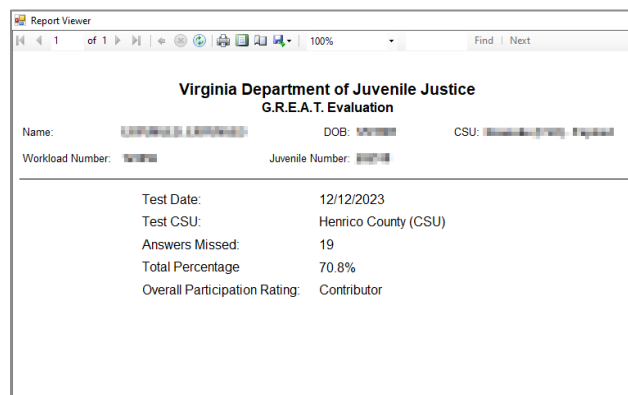 Report Viewer
1 of 1 100% Find | Next
Virginia Department of Juvenile Justice
G.R.E.A.T. Evaluation
Name: DOB: CSU:
Workload Number: Juvenile Number:
Test Date: 12/12/2023
Test CSU: Henrico County (CSU)
Answers Missed: 19
Total Percentage 70.8%
Overall Participation Rating: Contributor